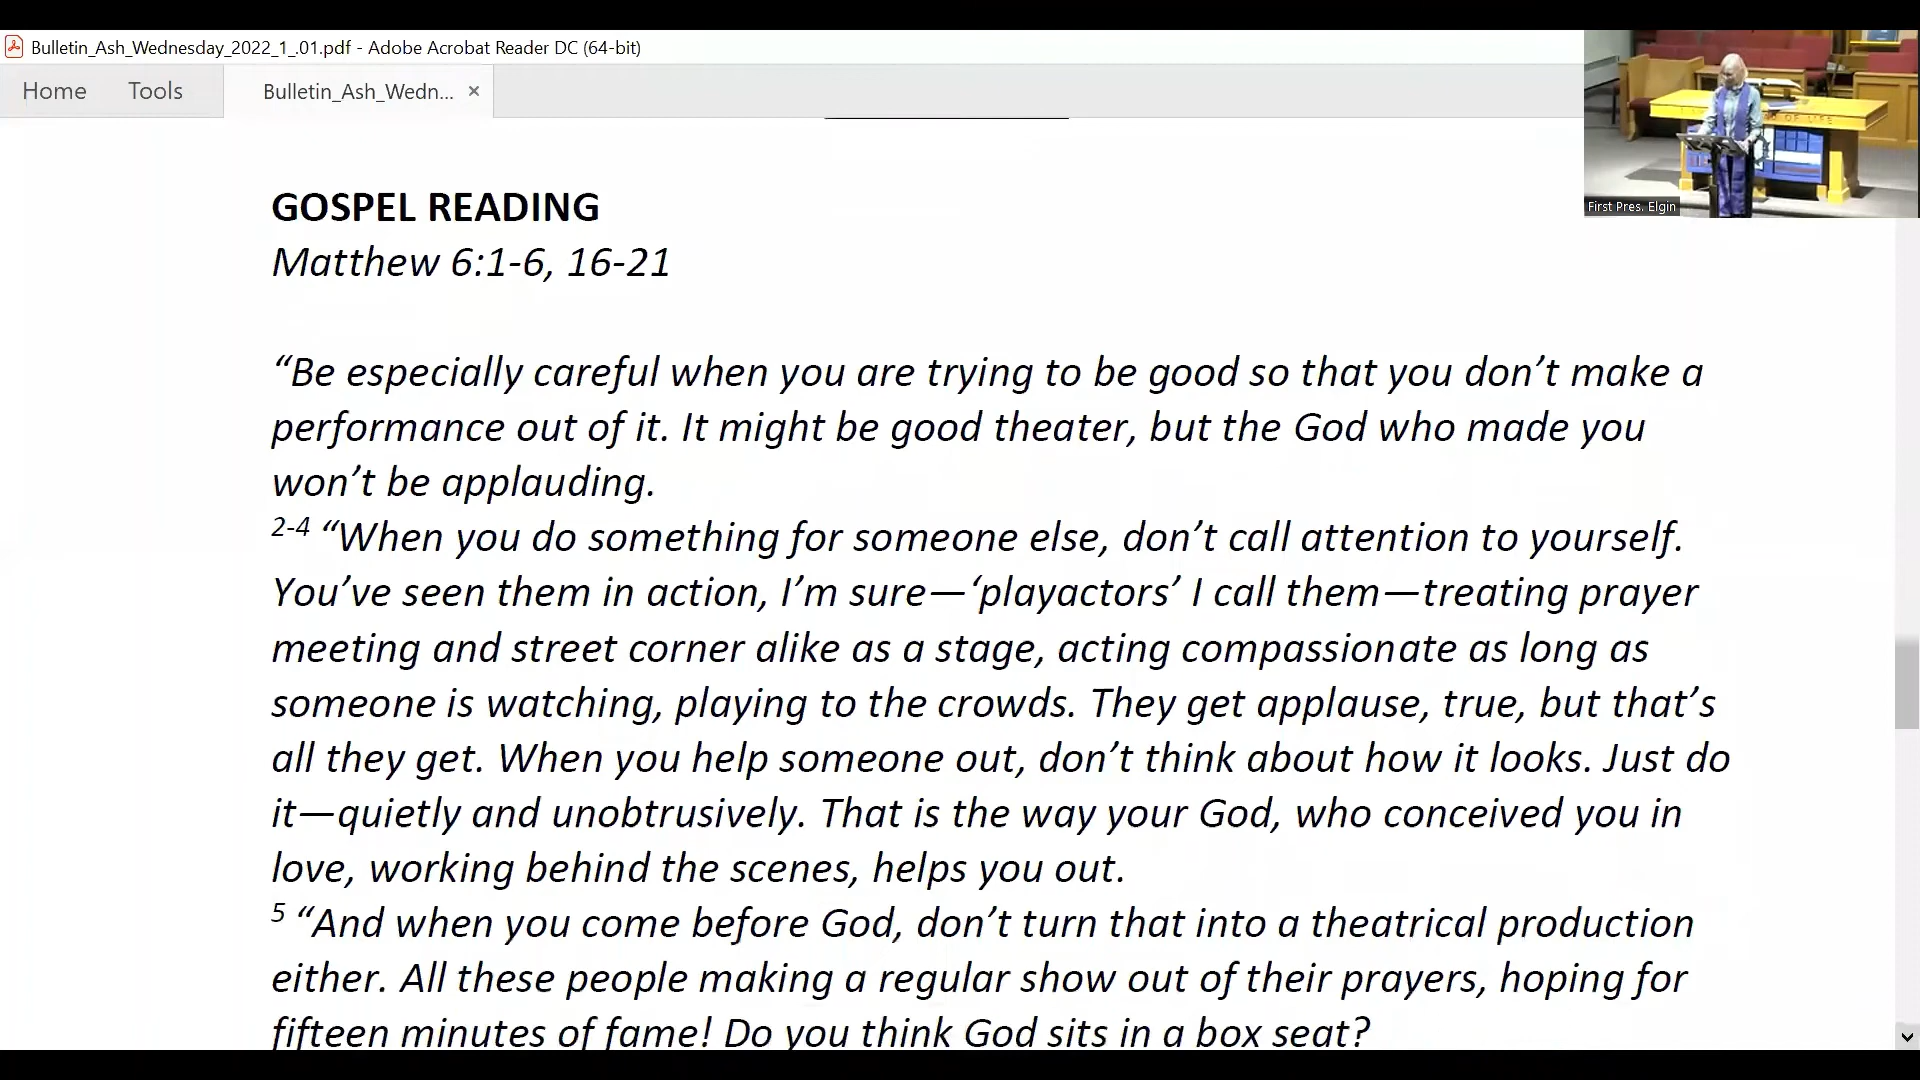 Bulletin_Ash_Wednesday_2022_1_.01.pdf - Adobe Acrobat Reader DC (64-bit)
Home Tools Bulletin_Ash_Wedn... ×
First Pres. Elgin
GOSPEL READING
Matthew 6:1-6, 16-21
“Be especially careful when you are trying to be good so that you don’t make a
performance out of it. It might be good theater, but the God who made you
won’t be applauding.
2-4 “When you do something for someone else, don’t call attention to yourself.
You’ve seen them in action, I’m sure—‘playactors’ I call them—treating prayer
meeting and street corner alike as a stage, acting compassionate as long as
someone is watching, playing to the crowds. They get applause, true, but that’s
all they get. When you help someone out, don’t think about how it looks. Just do
it—quietly and unobtrusively. That is the way your God, who conceived you in
love, working behind the scenes, helps you out.
5 “And when you come before God, don’t turn that into a theatrical production
either. All these people making a regular show out of their prayers, hoping for
fifteen minutes of fame! Do you think God sits in a box seat?